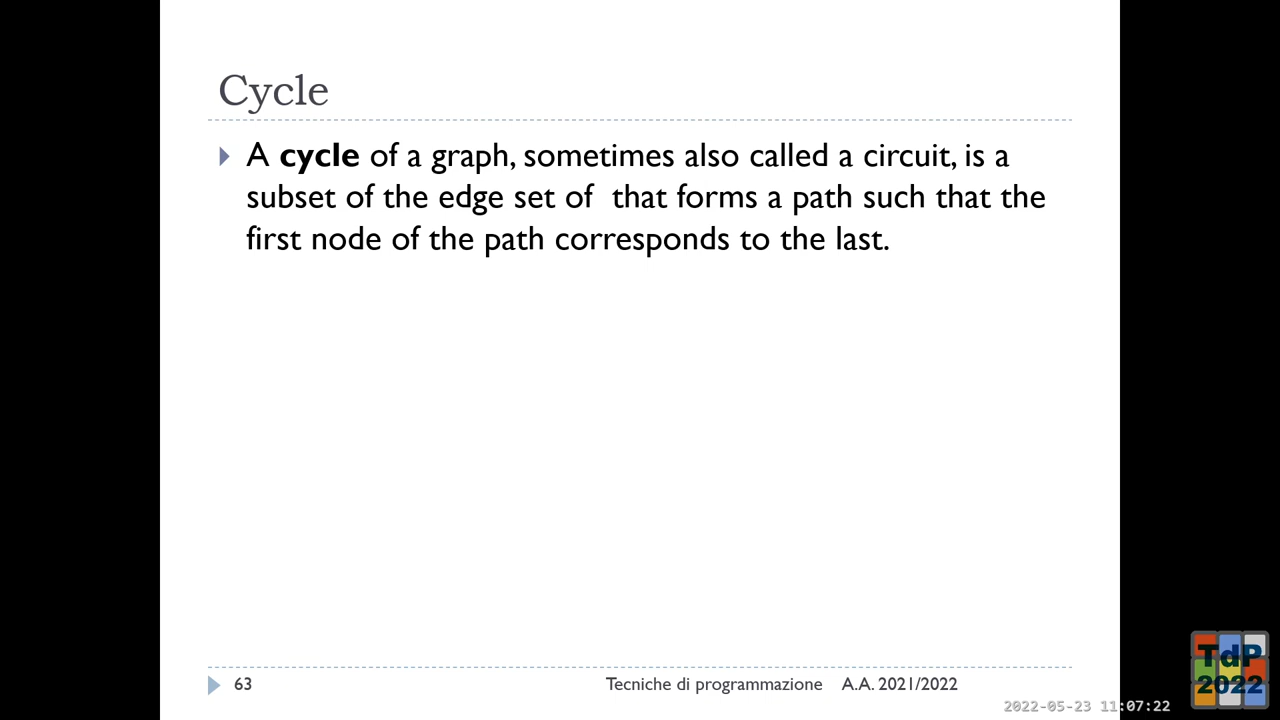 Cycle
A cycle of a graph, sometimes also called a circuit, is a
subset of the edge set of  that forms a path such that the
first node of the path corresponds to the last.
63
Tecniche di programmazione A.A. 2021/2022
2022-05-23 11:07:22
TdP
2022